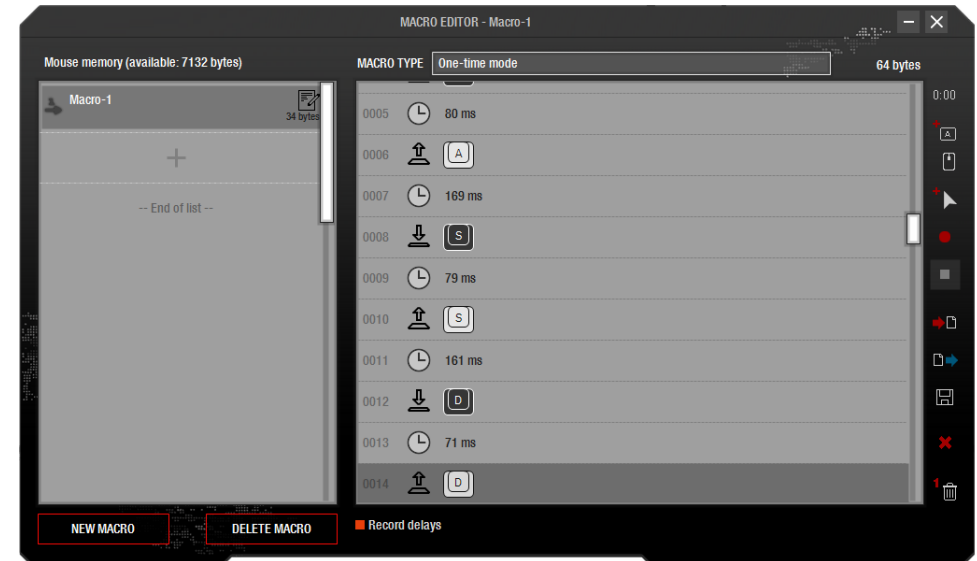 MACRO EDITOR - Macro-1
Mouse memory (available: 7132 bytes)
MACRO TYPE One-time mode
64 bytes
Macro-1
34 bytes
-- End of list --
0005 80 ms
0006 A
0007 169 ms
0008 S
0009 79 ms
0010 S
0011 161 ms
0012 D
0013 71 ms
0014 D
0:00
A
1
NEW MACRO
DELETE MACRO
Record delays